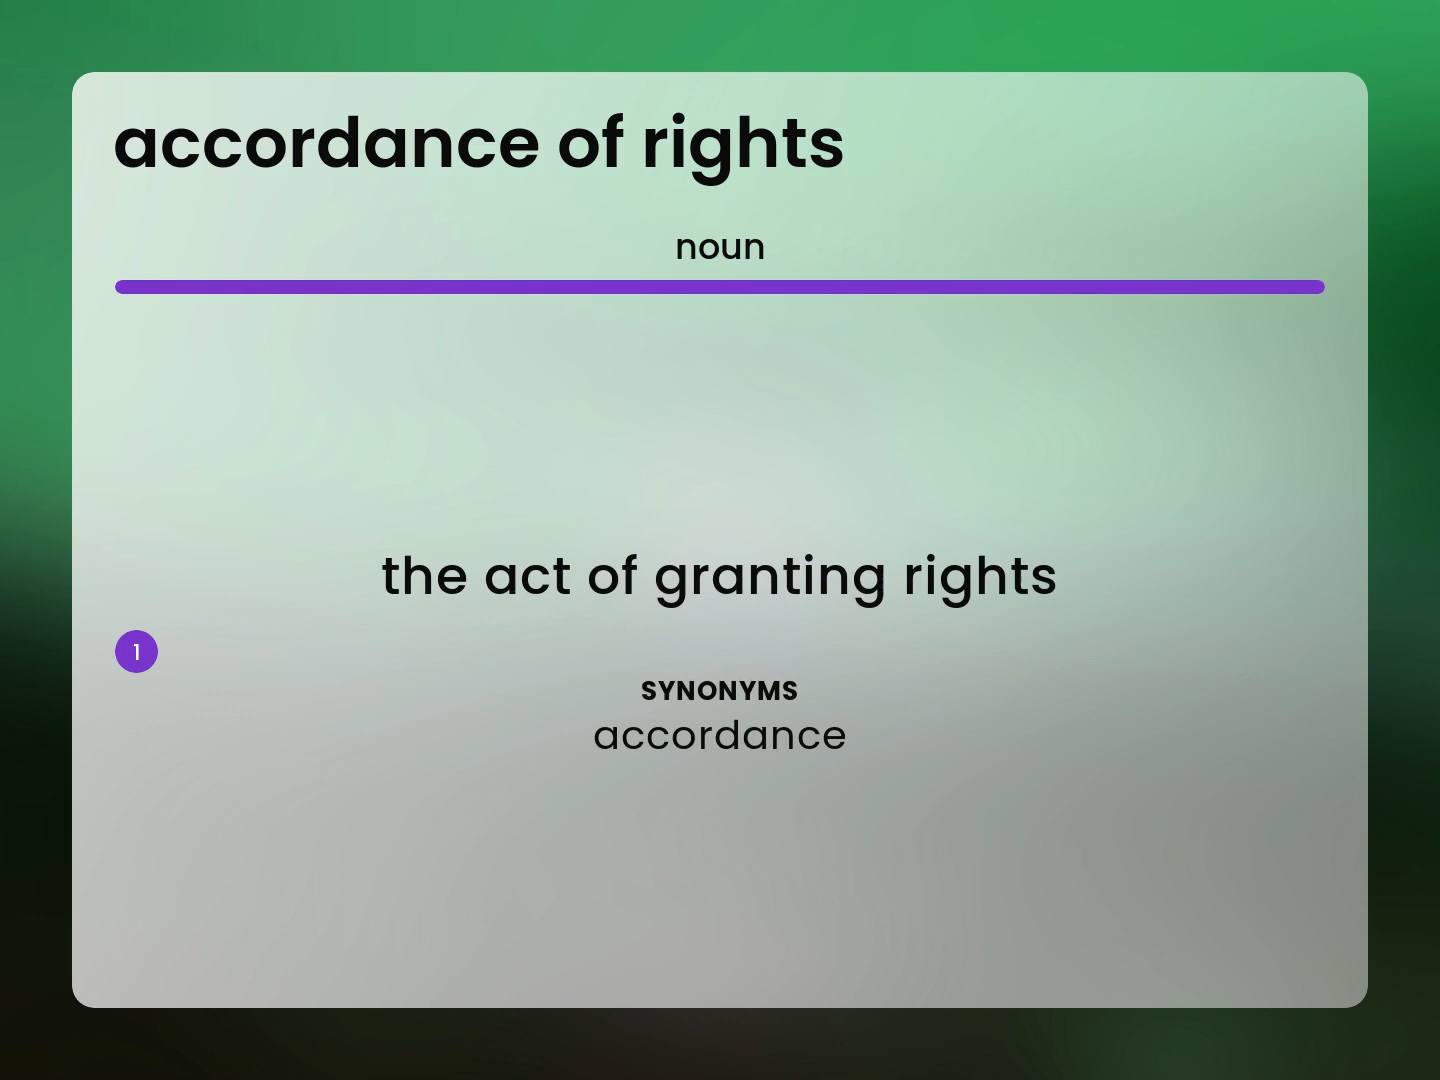 accordance of rights
noun
the act of granting rights
1
SYNONYMS
accordance